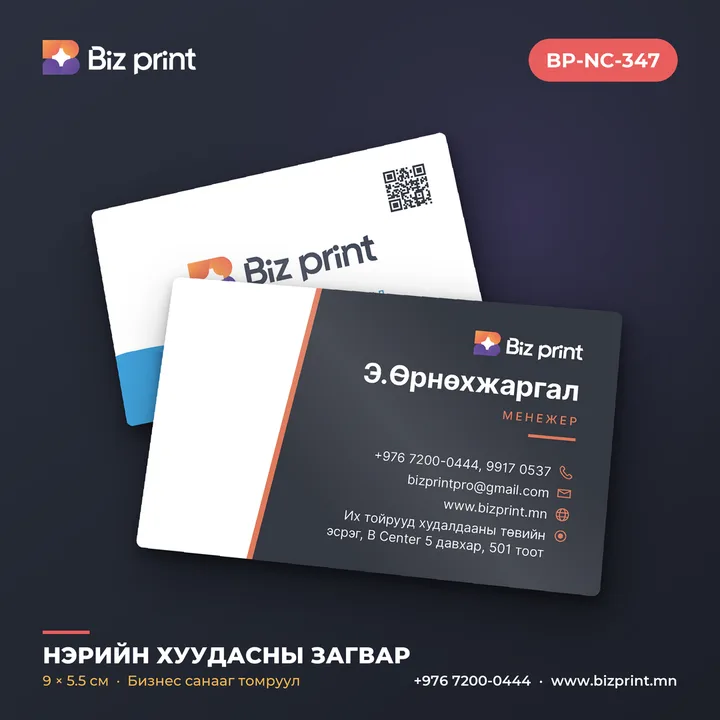 Biz print
BP-NC-347
Biz print
Biz print
Э.Өрнөхжаргал
МЕНЕЖЕР
+976 7200-0444, 9917 0537
bizprintpro@gmail.com
www.bizprint.mn
Их тойрууд худалдааны төвийн
эсрэг, B Center 5 давхар, 501 тоот
НЭРИЙН ХУУДАСНЫ ЗАГВАР
9 × 5.5 см · Бизнес санааг томруул
+976 7200-0444 · www.bizprint.mn